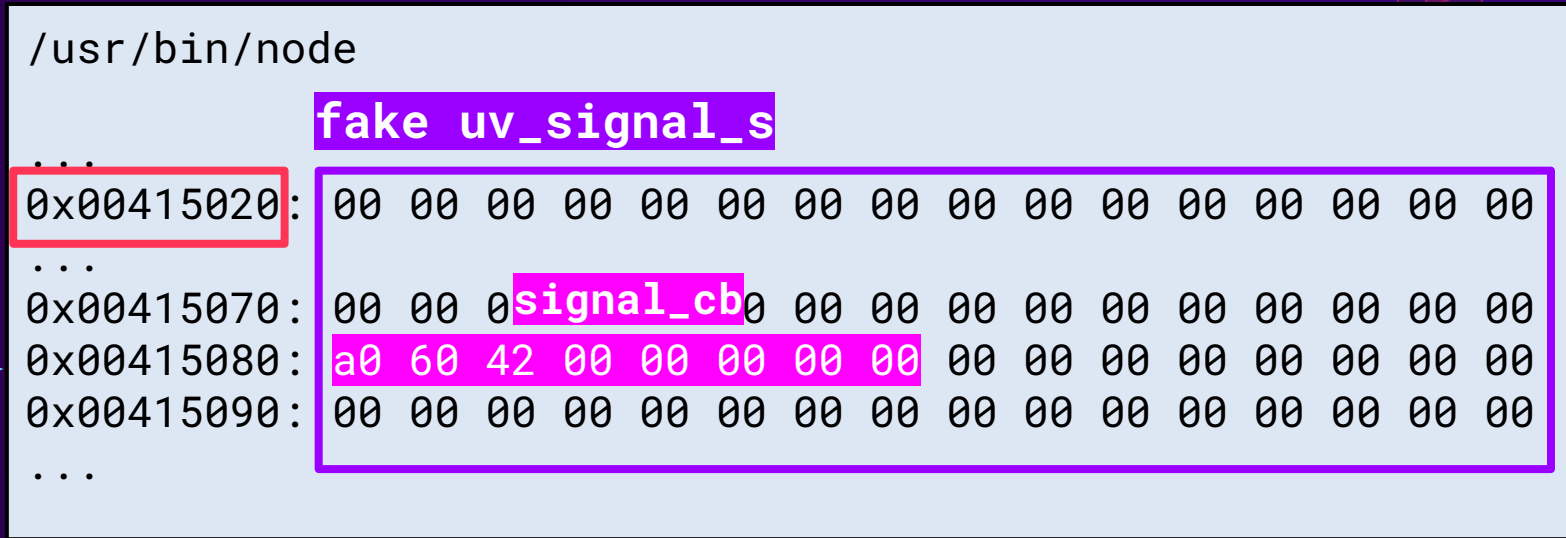 /usr/bin/node
fake uv_signal_s
...
0x00415020: 00 00 00 00 00 00 00 00 00 00 00 00 00 00 00 00
...
signal_cb
0x00415070: 00 00 0 0 00 00 00 00 00 00 00 00 00 00
0x00415080: a0 60 42 00 00 00 00 00 00 00 00 00 00 00 00 00
0x00415090: 00 00 00 00 00 00 00 00 00 00 00 00 00 00 00 00
...